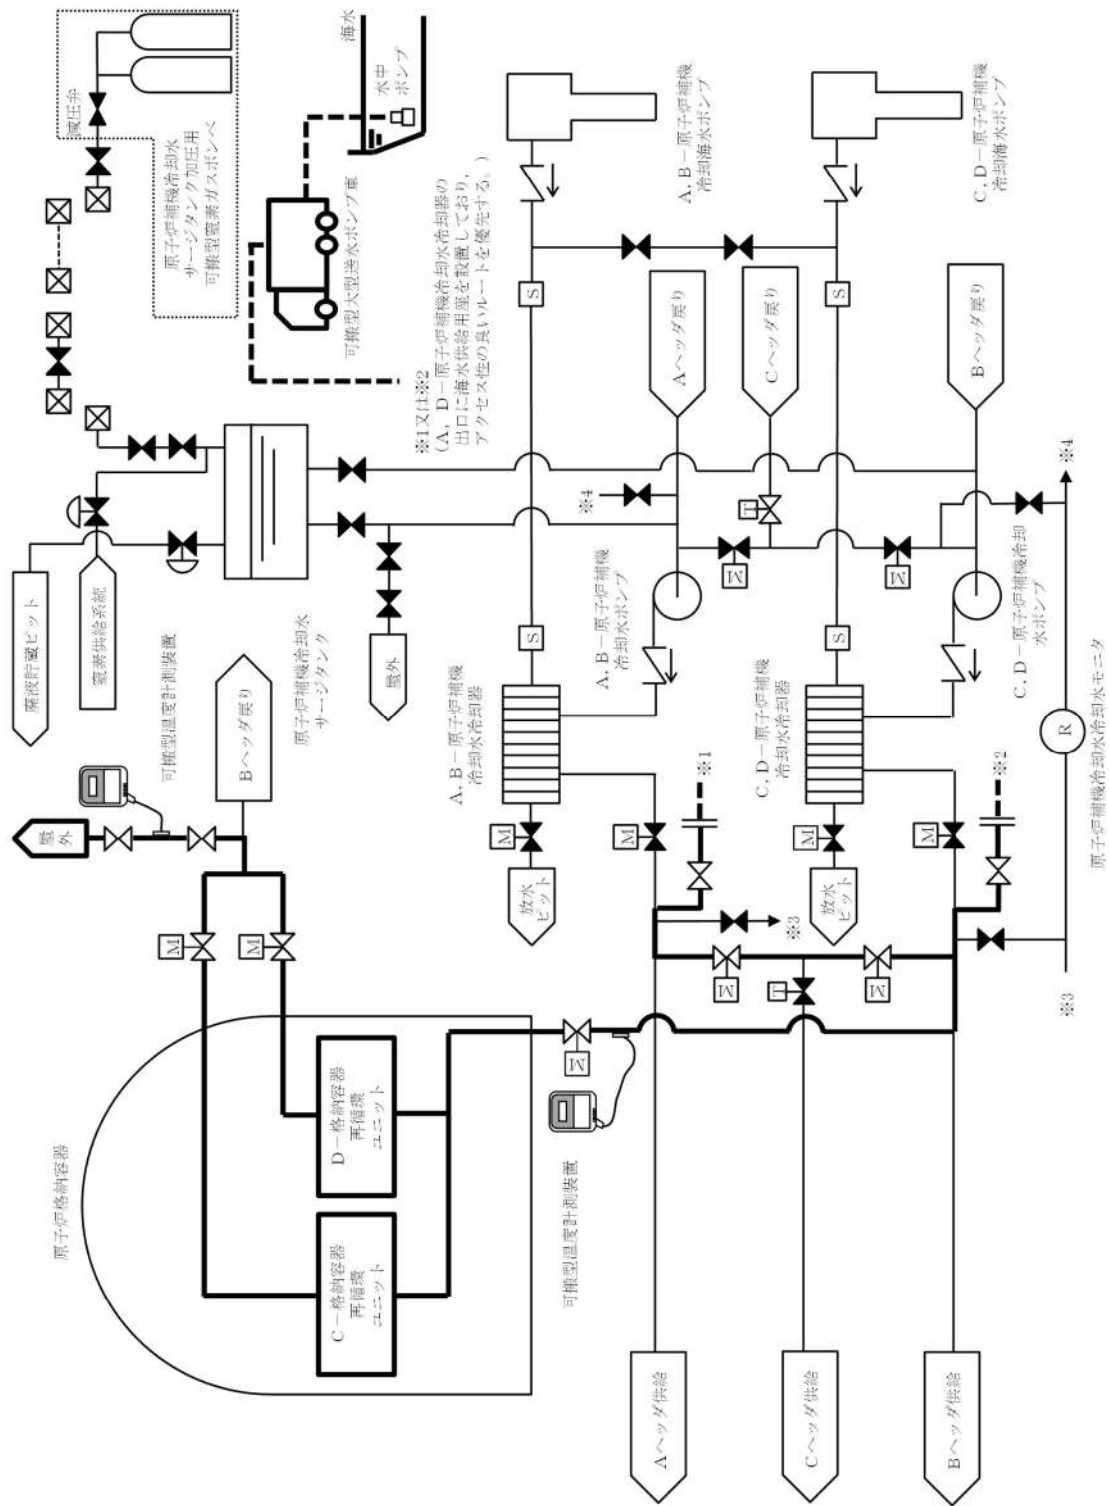 原子炉格納容器
C－格納容器
再循環
ユニット
D－格納容器
再循環
ユニット
M
M
屋外
可搬型温度計測装置
Bヘッダ戻り
廃液貯蔵ピット
窒素供給系統
原子炉補機冷却水
サージタンク
屋外
減圧弁
原子炉補機冷却水
サージタンク加圧用
可搬型窒素ガスボンベ
海水
水中
ポンプ
可搬型大型送水ポンプ車
※1又は※2
(A，D－原子炉補機冷却水冷却器の
出口に海水供給用座を設置しており，
アクセス性の良いルートを優先する。)
可搬型温度計測装置
M
放水
ピット
M
A，B－原子炉補機
冷却水冷却器
S
S
A，B－原子炉補機
冷却海水ポンプ
M
※1
※3
A，B－原子炉補機
冷却水ポンプ
※4
Aヘッダ戻り
M
T
M
M
T
M
Cヘッダ戻り
放水
ピット
M
C，D－原子炉補機
冷却水冷却器
S
S
C，D－原子炉補機
冷却海水ポンプ
M
※2
C，D－原子炉補機冷却
水ポンプ
Bヘッダ戻り
Aヘッダ供給
Cヘッダ供給
Bヘッダ供給
※3
R
※4
原子炉補機冷却水冷却水モニタ